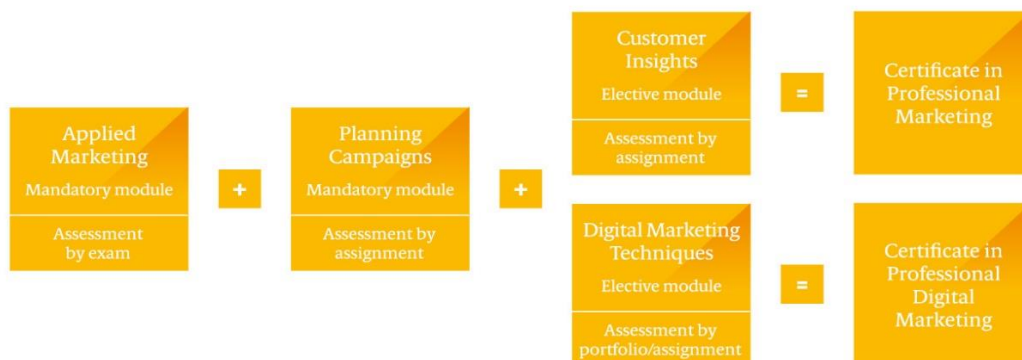 Applied
Marketing
Mandatory module
Assessment
by exam
+
Planning
Campaigns
Mandatory module
Assessment by
assignment
+
Customer
Insights
Elective module
Assessment by
assignment
=
Certificate in
Professional
Marketing
Digital Marketing
Techniques
Elective module
Assessment by
portfolio/assignment
=
Certificate in
Professional
Digital
Marketing